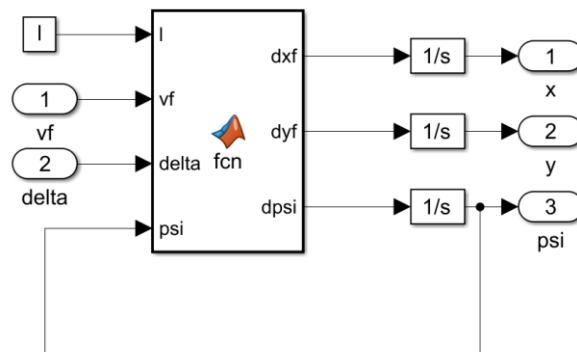 l
l
dxf
1/s
1
x
1
vf
vf
fcn
dyf
1/s
2
y
2
delta
delta
dpsi
1/s
3
psi
psi